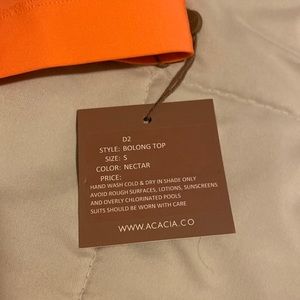 D2
STYLE: BOLONG TOP
SIZE: S
COLOR: NECTAR
PRICE:
HAND WASH COLD & DRY IN SHADE ONLY
AVOID ROUGH SURFACES, LOTIONS, SUNSCREENS
AND OVERLY CHLORINATED POOLS
SUITS SHOULD BE WORN WITH CARE
WWW.ACACIA.CO